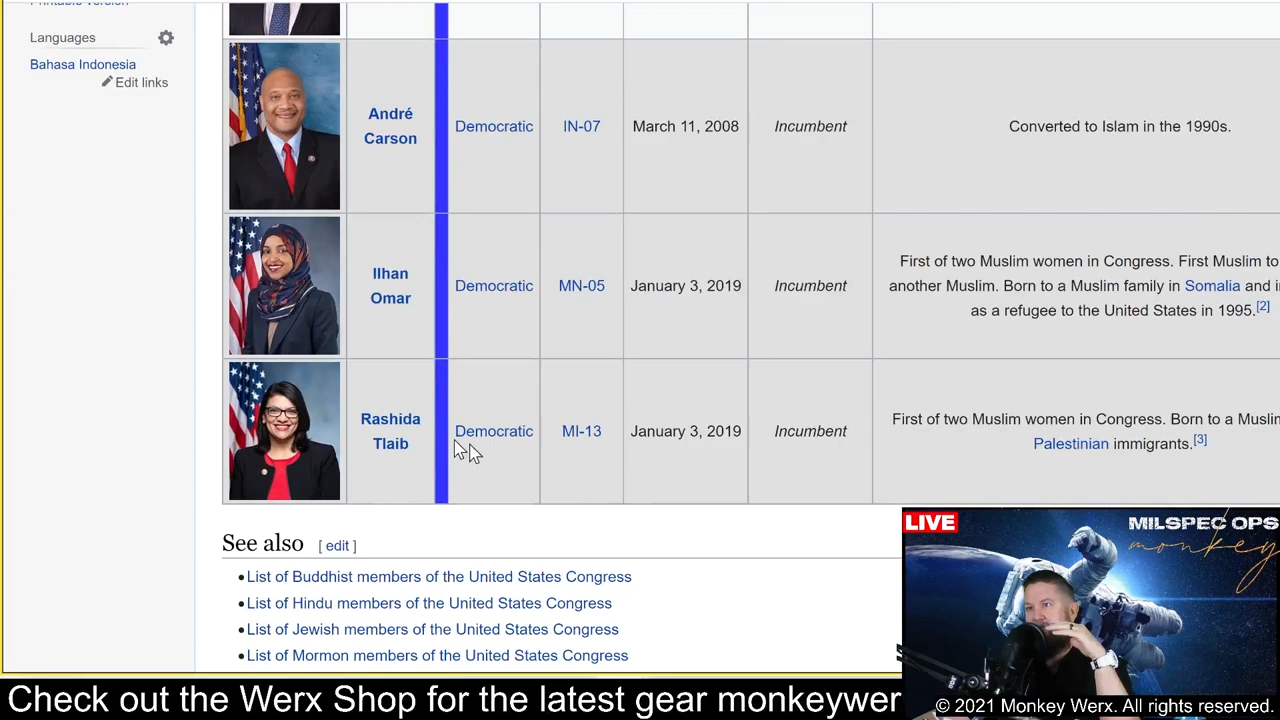 Printable version
Languages
Bahasa Indonesia
Edit links
André
Carson
Democratic
IN-07
March 11, 2008
Incumbent
Converted to Islam in the 1990s.
Ilhan
Omar
Democratic
MN-05
January 3, 2019
Incumbent
First of two Muslim women in Congress. First Muslim to
another Muslim. Born to a Muslim family in Somalia and i
as a refugee to the United States in 1995.[2]
Rashida
Tlaib
Democratic
MI-13
January 3, 2019
Incumbent
First of two Muslim women in Congress. Born to a Musli
Palestinian immigrants.[3]
See also [ edit ]
•List of Buddhist members of the United States Congress
•List of Hindu members of the United States Congress
•List of Jewish members of the United States Congress
•List of Mormon members of the United States Congress
LIVE
MILSPEC OPS
monkey
Check out the Werx Shop for the latest gear monkeywer
© 2021 Monkey Werx. All rights reserved.